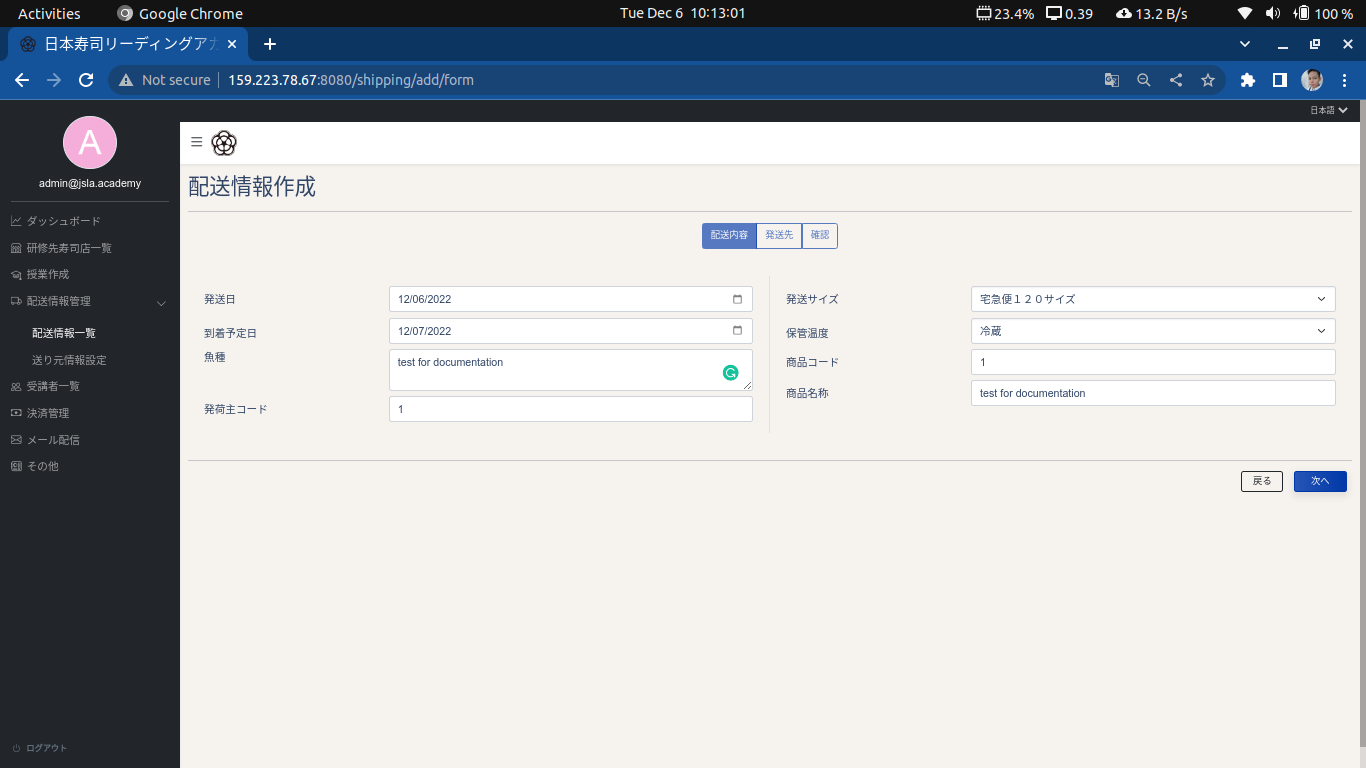 Activities
Google Chrome
Tue Dec 6 10:13:01
23.4%
0.39
13.2 B/s
100 %
日本寿司リーディングアカ
Not secure
159.223.78.67:8080/shipping/add/form
日本語
A
admin@jsla.academy
ダッシュボード
研修先寿司店一覧
授業作成
配送情報管理
配送情報一覧
送り元情報設定
受講者一覧
決済管理
メール配信
その他
ログアウト
配送情報作成
配送内容
発送先
確認
発送日
12/06/2022
到着予定日
12/07/2022
魚種
test for documentation
発荷主コード
1
発送サイズ
宅急便１２０サイズ
保管温度
冷蔵
商品コード
1
商品名称
test for documentation
戻る
次へ